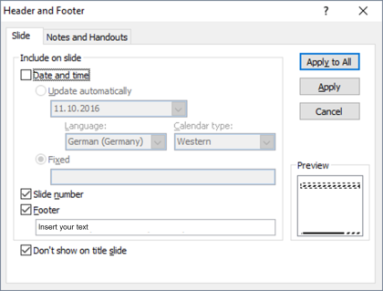 Header and Footer
? X
Slide
Notes and Handouts
Include on slide
Date and time
Update automatically
11.10.2016
Language:
Calendar type:
German (Germany)
Western
Fixed
Slide number
Footer
Insert your text
Don't show on title slide
Apply to All
Apply
Cancel
Preview